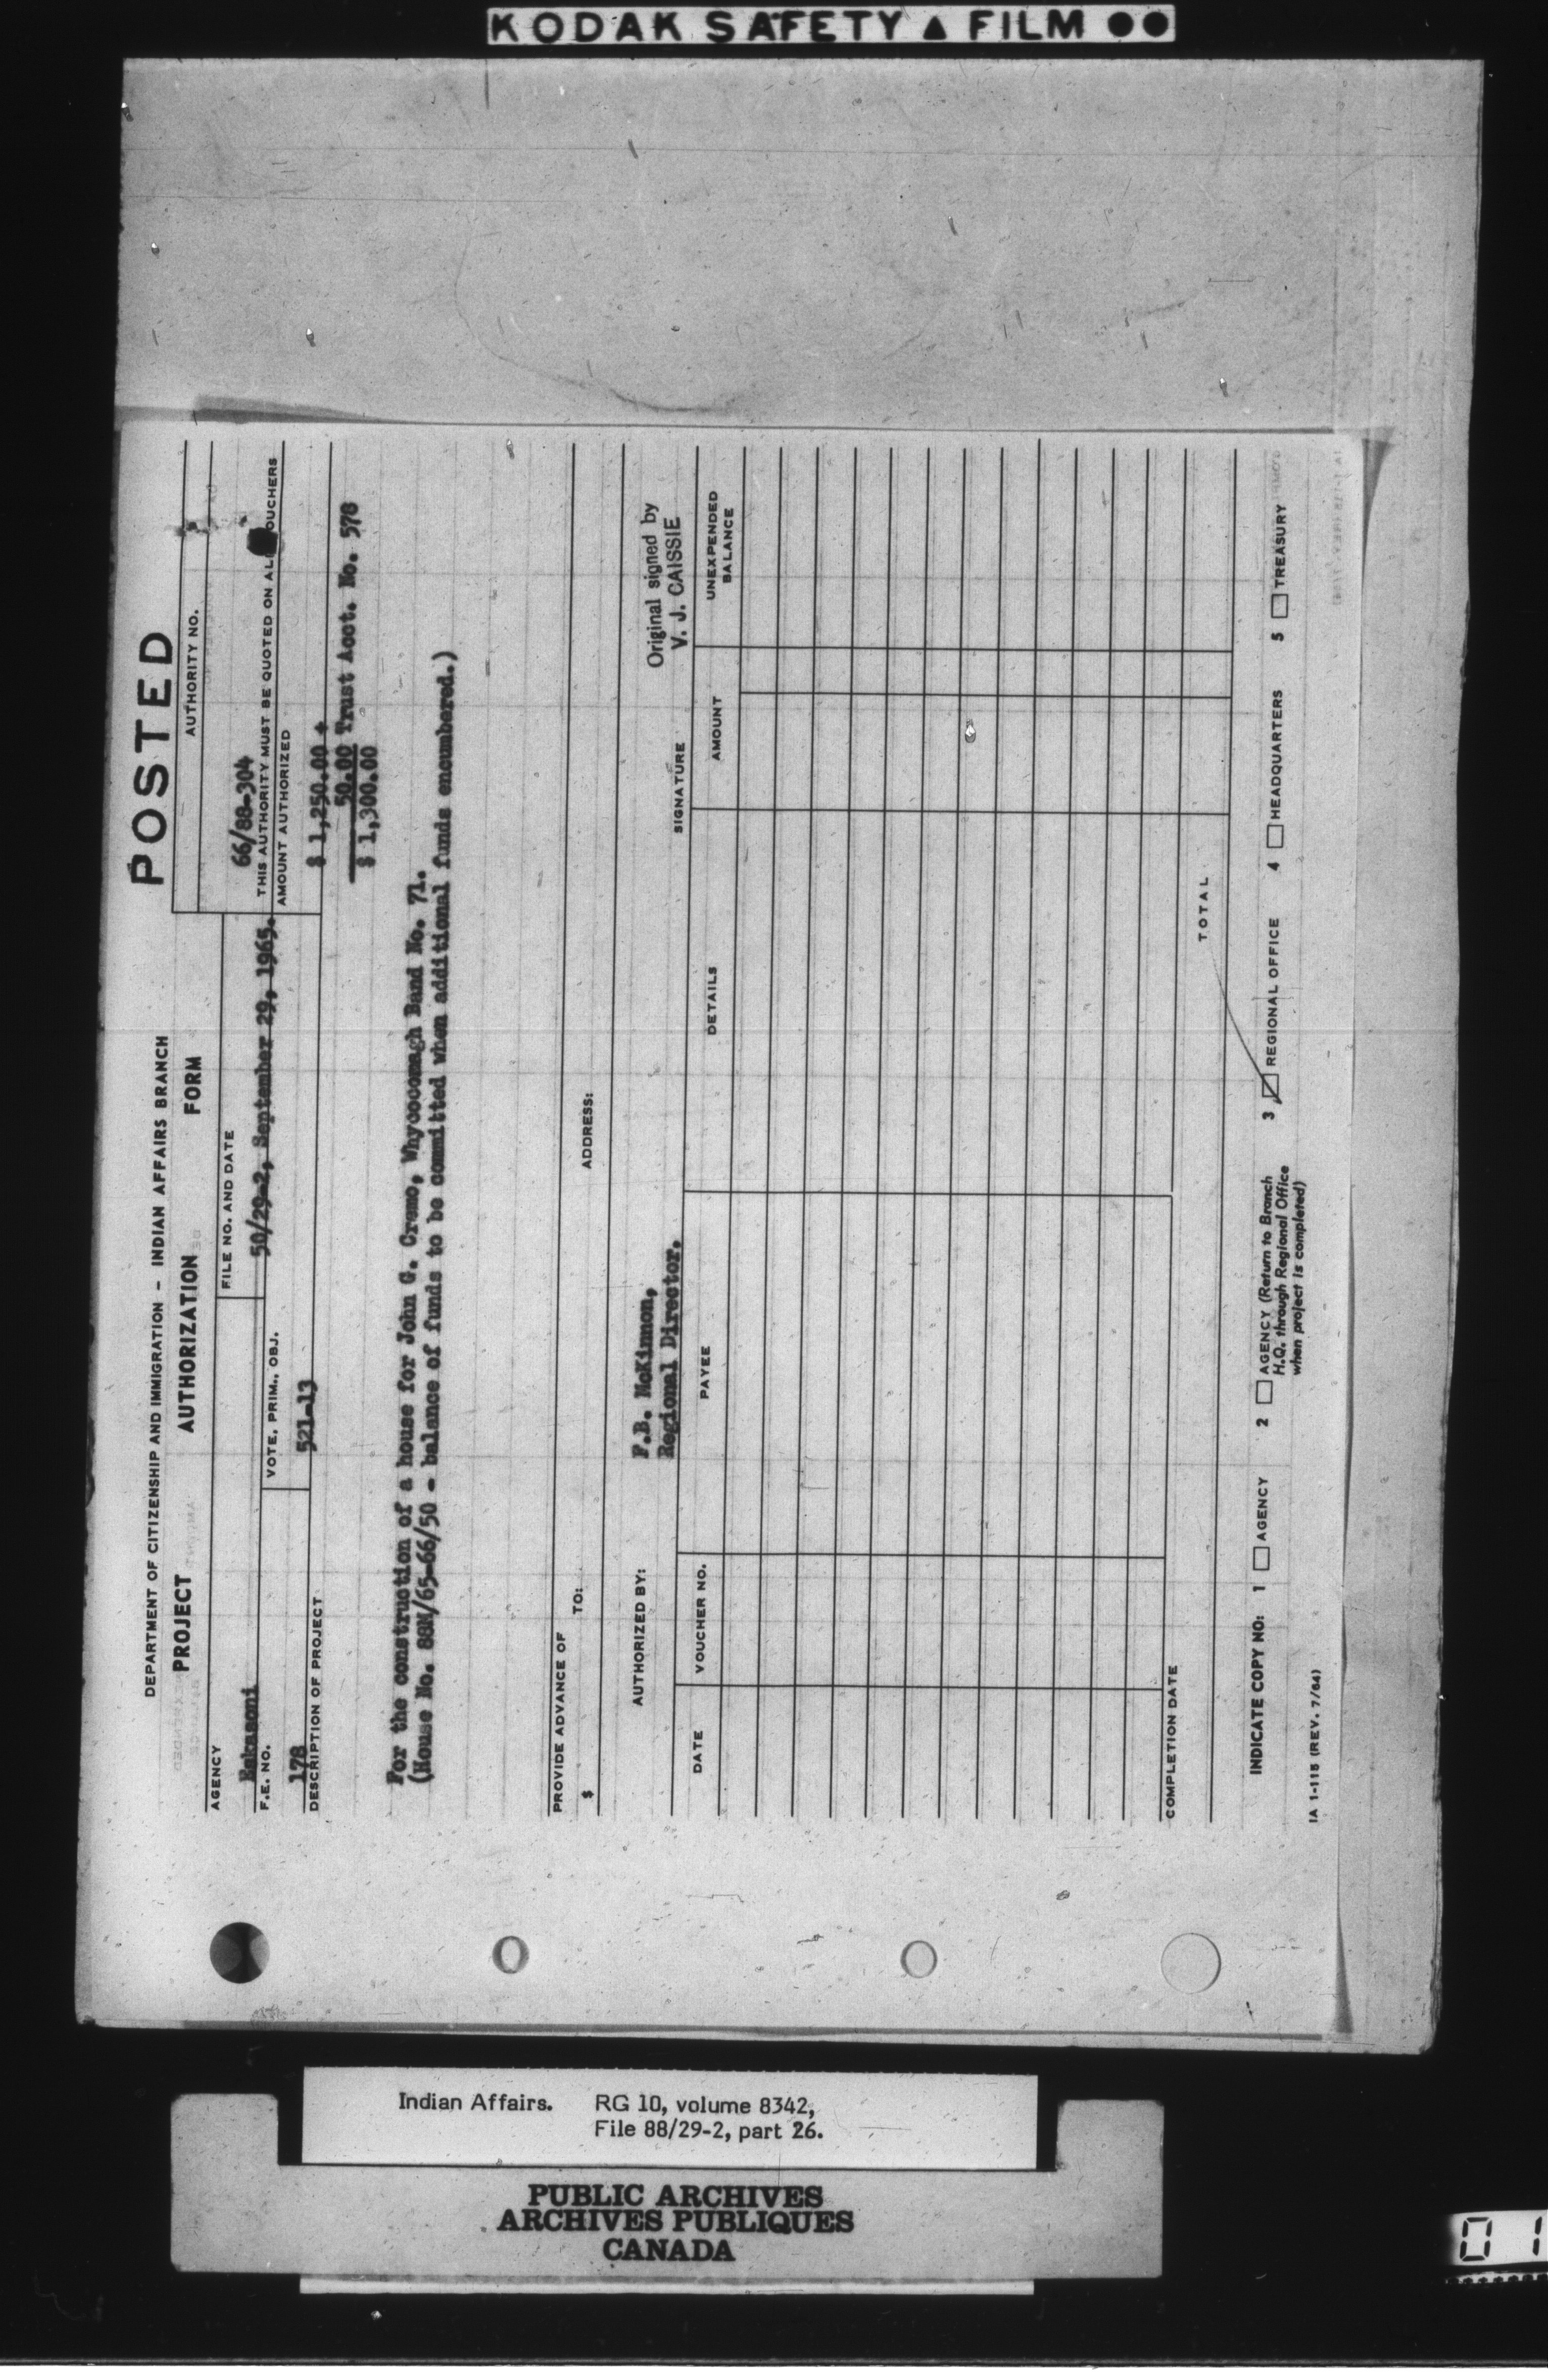 KODAK SAFETY ▲ FILM ●●
POSTED
DEPARTMENT OF CITIZENSHIP AND IMMIGRATION – INDIAN AFFAIRS BRANCH
PROJECT AUTHORIZATION FORM
AUTHORITY NO.
66/88-304
THIS AUTHORITY MUST BE QUOTED ON ALL VOUCHERS
AGENCY
Eskasoni
FILE NO. AND DATE
50/29-2, September 29, 1965.
F.E. NO.
178
VOTE, PRIM., OBJ.
521-13
AMOUNT AUTHORIZED
$ 1,250.00 +
50.00 Trust Acct. No. 578
$ 1,300.00
DESCRIPTION OF PROJECT
For the construction of a house for John G. Cremo, Whycocomagh Band No. 71.
(House No. 88M/65-66/50 - balance of funds to be committed when additional funds encumbered.)
PROVIDE ADVANCE OF
$
TO:
ADDRESS:
AUTHORIZED BY:
F.B. McKinnon,
Regional Director.
SIGNATURE
Original signed by
V. J. CAISSIE
DATE
VOUCHER NO.
PAYEE
DETAILS
AMOUNT
UNEXPENDED
BALANCE
COMPLETION DATE
TOTAL
INDICATE COPY NO: 1 AGENCY
2 AGENCY (Return to Branch
H.Q. through Regional Office
when project is completed)
3 REGIONAL OFFICE
4 HEADQUARTERS
5 TREASURY
IA 1-115 (REV. 7/64)
Indian Affairs. RG 10, volume 8342,
File 88/29-2, part 26.
PUBLIC ARCHIVES
ARCHIVES PUBLIQUES
CANADA
01